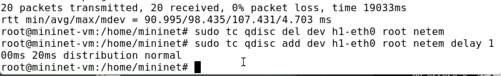 20 packets transmitted, 20 received, 0% packet loss, time 19033ms
rtt min/avg/max/mdev = 90.995/98.435/107.431/4.703 ms
root@mininet-vm:/home/mininet# sudo tc qdisc del dev h1-eth0 root netem
root@mininet-vm:/home/mininet# sudo tc qdisc add dev h1-eth0 root netem delay 1
00ms 20ms distribution normal
root@mininet-vm:/home/mininet#